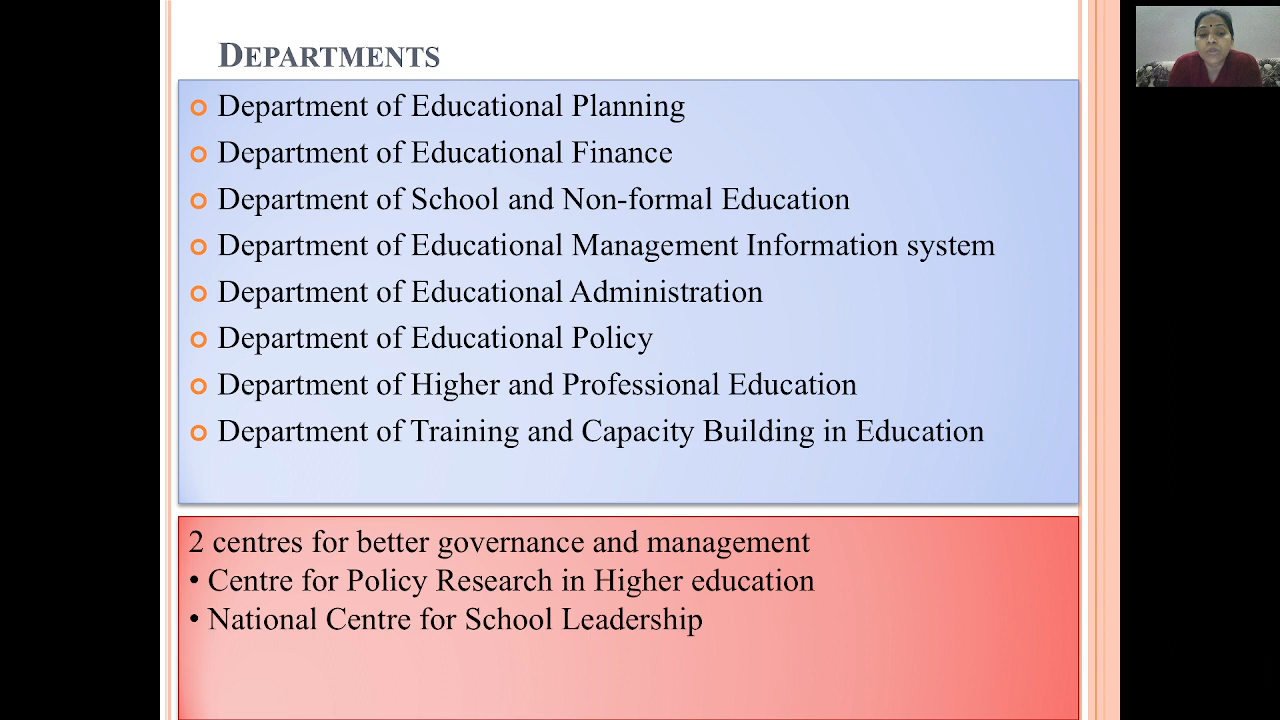 DEPARTMENTS
Department of Educational Planning
Department of Educational Finance
Department of School and Non-formal Education
Department of Educational Management Information system
Department of Educational Administration
Department of Educational Policy
Department of Higher and Professional Education
Department of Training and Capacity Building in Education
2 centres for better governance and management
• Centre for Policy Research in Higher education
• National Centre for School Leadership